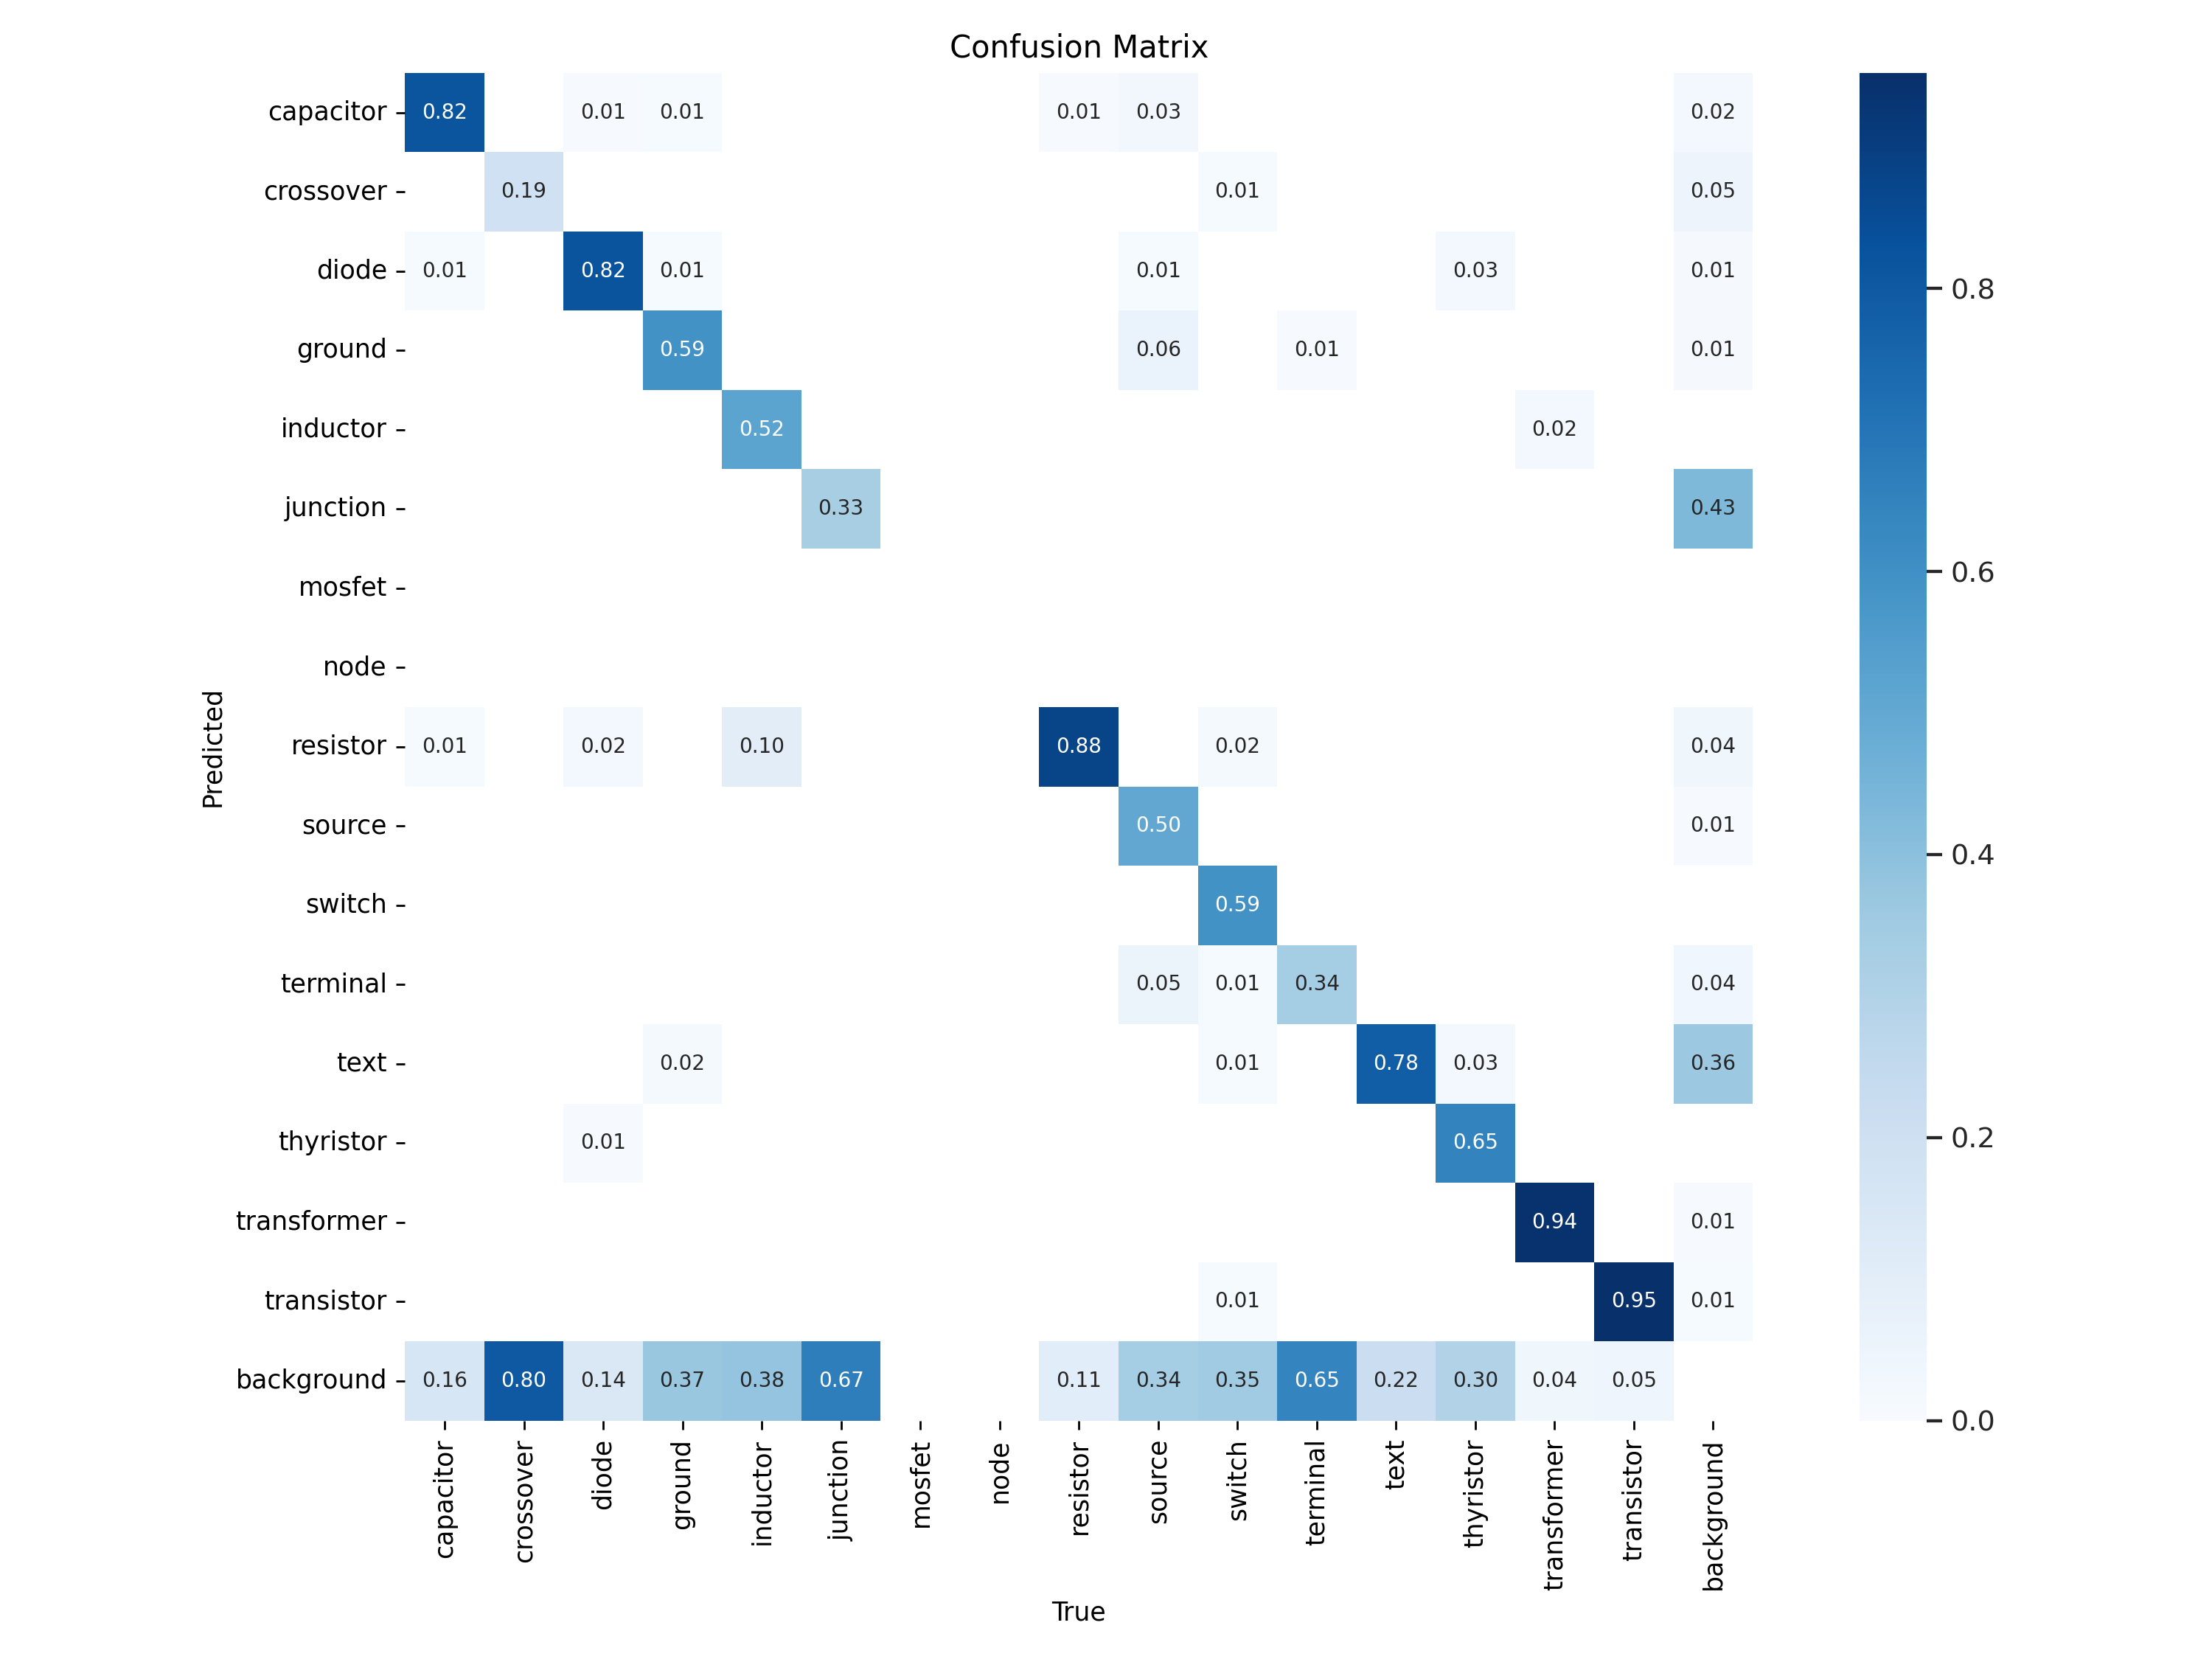 Confusion Matrix
capacitor 0.82 0.01 0.01 0.01 0.03 0.02
crossover 0.19 0.01 0.05
diode 0.01 0.82 0.01 0.01 0.03 0.01 0.8
ground 0.59 0.06 0.01 0.01
inductor 0.52 0.02
junction 0.33 0.43
0.6
mosfet
node
Predicted
resistor 0.01 0.02 0.10 0.88 0.02 0.04
source 0.50 0.01
0.4
switch 0.59
terminal 0.05 0.01 0.34 0.04
text 0.02 0.01 0.78 0.03 0.36
thyristor 0.01 0.65 0.2
transformer 0.94 0.01
transistor 0.01 0.95 0.01
background 0.16 0.80 0.14 0.37 0.38 0.67 0.11 0.34 0.35 0.65 0.22 0.30 0.04 0.05
0.0
capacitor crossover diode ground inductor junction mosfet node resistor source switch terminal text thyristor transformer transistor background
True